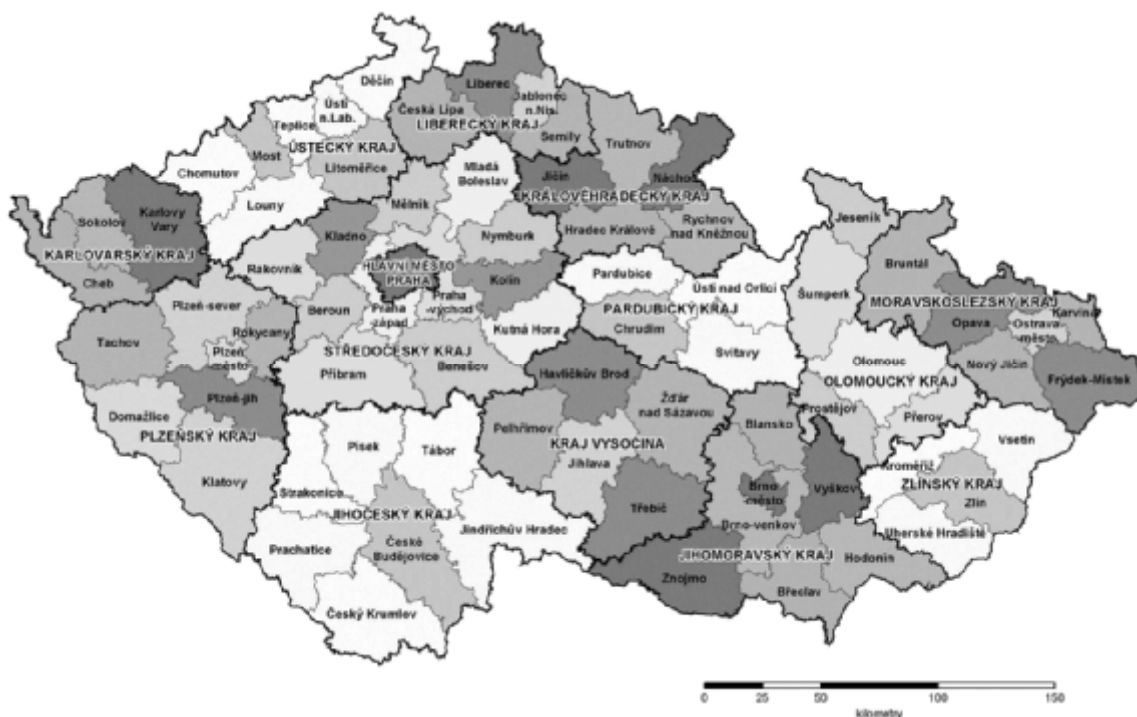 Děčín
Liberec
Ústí
n.Lab.
Česká Lípa
Jablonec
n.Nis.
Teplice
LIBERECKÝ KRAJ
Semily
Trutnov
Most
ÚSTECKÝ KRAJ
Litoměřice
Mladá
Boleslav
Chomutov
Jičín
Náchod
KRÁLOVÉHRADECKÝ KRAJ
Louny
Mělník
Jeseník
Karlovy
Vary
Sokolov
Kladno
Nymburk
Hradec Králové
Rychnov
nad Kněžnou
KARLOVARSKÝ KRAJ
Bruntál
Rakovník
HLAVNÍ MĚSTO
PRAHA
Kolín
Pardubice
Cheb
Ústí nad Orlicí
Šumperk
MORAVSKOSLEZSKÝ KRAJ
Plzeň-sever
Beroun
Praha
-západ
Praha
-východ
PARDUBICKÝ KRAJ
Karviná
Opava
Ostrava-
město
Rokycany
Kutná Hora
Chrudim
Tachov
Plzeň
město
STŘEDOČESKÝ KRAJ
Svitavy
Olomouc
Nový Jičín
Příbram
Benešov
Havlíčkův Brod
OLOMOUCKÝ KRAJ
Frýdek-Místek
Plzeň-jih
Žďár
nad Sázavou
Prostějov
Přerov
Domažlice
PLZEŇSKÝ KRAJ
Písek
Tábor
Pelhřimov
KRAJ VYSOČINA
Blansko
Vsetín
Jihlava
Kroměříž
Klatovy
ZLÍNSKÝ KRAJ
Strakonice
Třebíč
Brno
-město
Vyškov
Zlín
JIHOČESKÝ KRAJ
Jindřichův Hradec
Brno-venkov
Uherské Hradiště
Prachatice
České
Budějovice
JIHOMORAVSKÝ KRAJ
Hodonín
Znojmo
Břeclav
Český Krumlov
0 25 50 100 150
kilometry